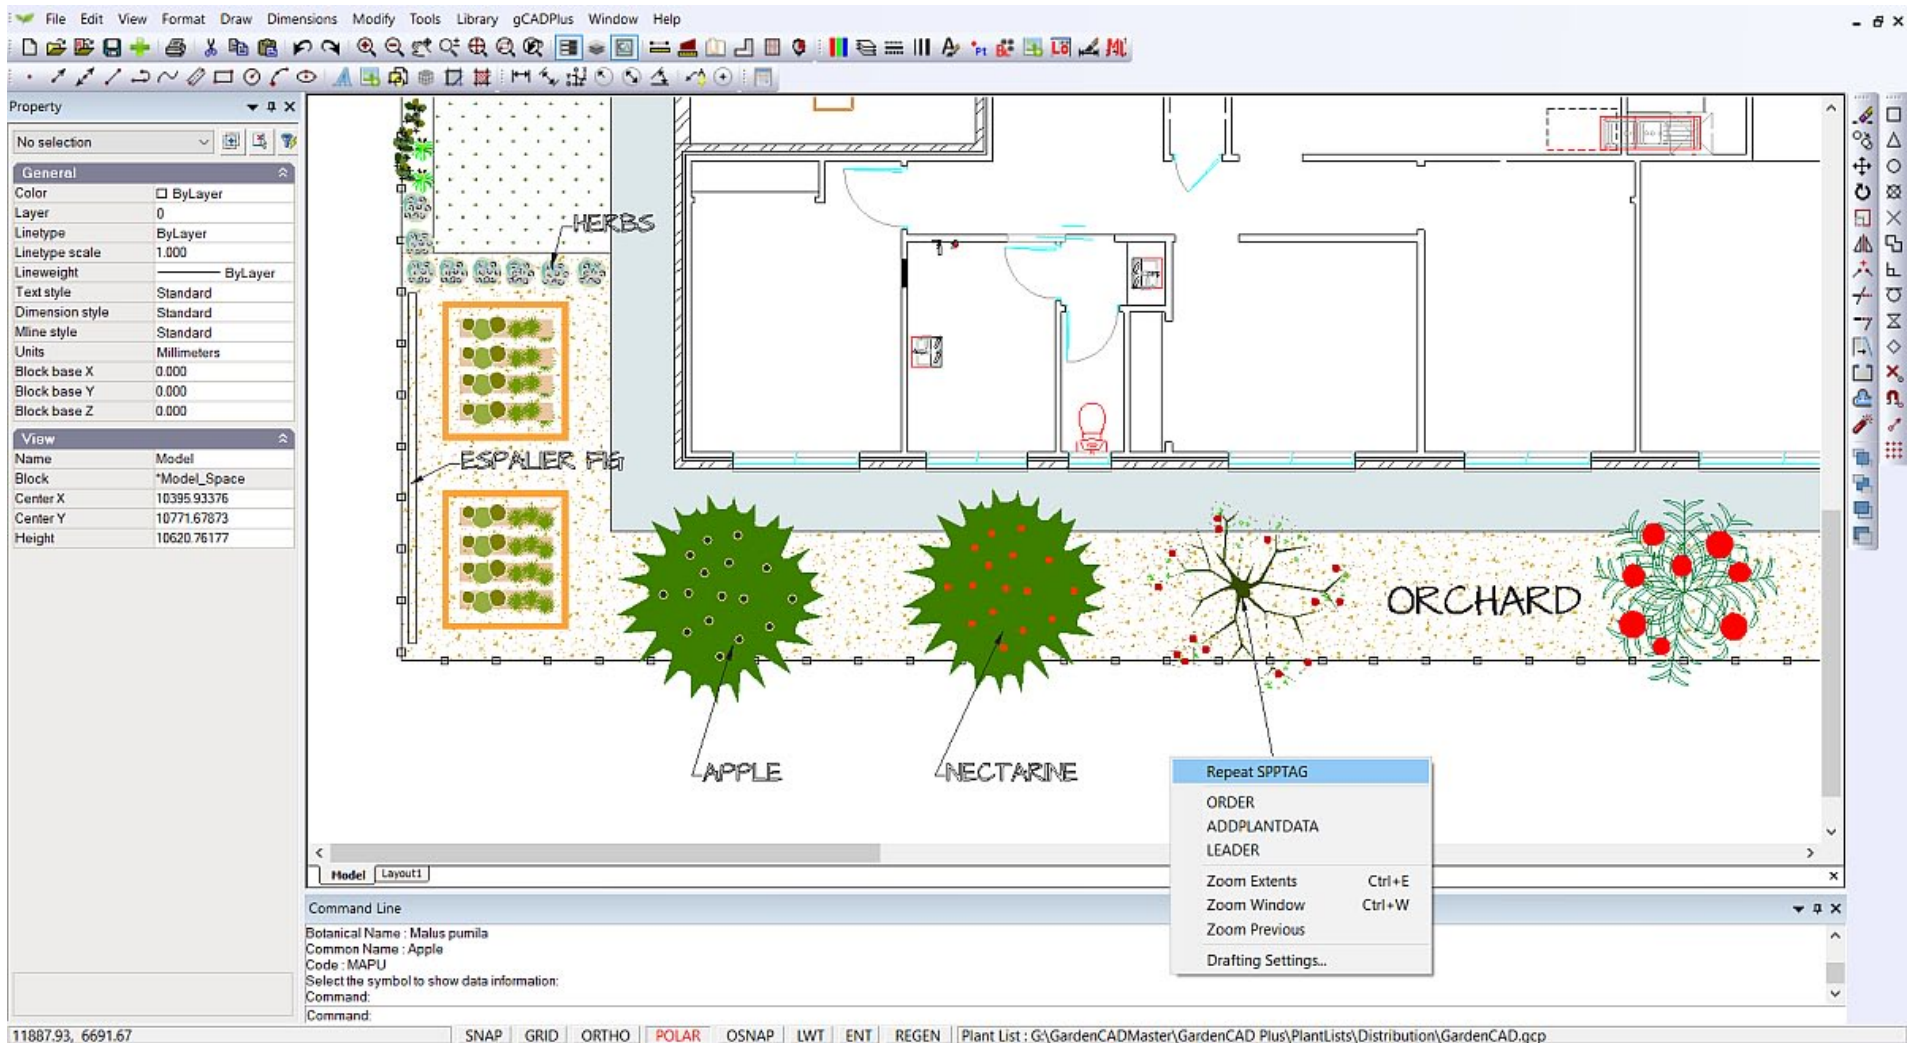 File Edit View Format Draw Dimensions Modify Tools Library gCADPlus Window Help
Property
No selection
General
Color ByLayer
Layer 0
Linetype ByLayer
Linetype scale 1.000
Lineweight ByLayer
Text style Standard
Dimension style Standard
Mline style Standard
Units Millimeters
Block base X 0.000
Block base Y 0.000
Block base Z 0.000
View
Name Model
Block *Model_Space
Center X 10395.93376
Center Y 10771.67873
Height 10620.76177
HERBS
ESPALIER FIG
ORCHARD
APPLE
NECTARINE
Repeat SPPTAG
ORDER
ADDPLANTDATA
LEADER
Zoom Extents Ctrl+E
Zoom Window Ctrl+W
Zoom Previous
Drafting Settings...
Model Layout1
Command Line
Botanical Name : Malus pumila
Common Name : Apple
Code : MAPU
Select the symbol to show data information:
Command:
Command:
11887.93, 6691.67 SNAP GRID ORTHO POLAR OSNAP LWT ENT REGEN Plant List : G:\GardenCADMaster\GardenCAD Plus\PlantLists\Distribution\GardenCAD.gcp